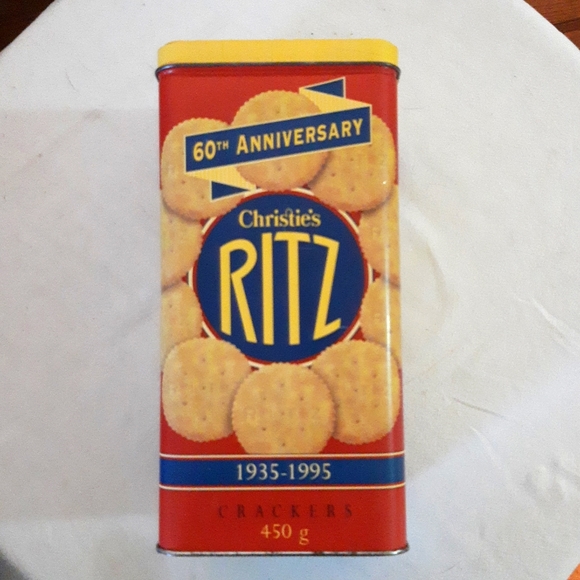 60TH ANNIVERSARY
Christie's
RITZ
1935-1995
CRACKERS
450 g